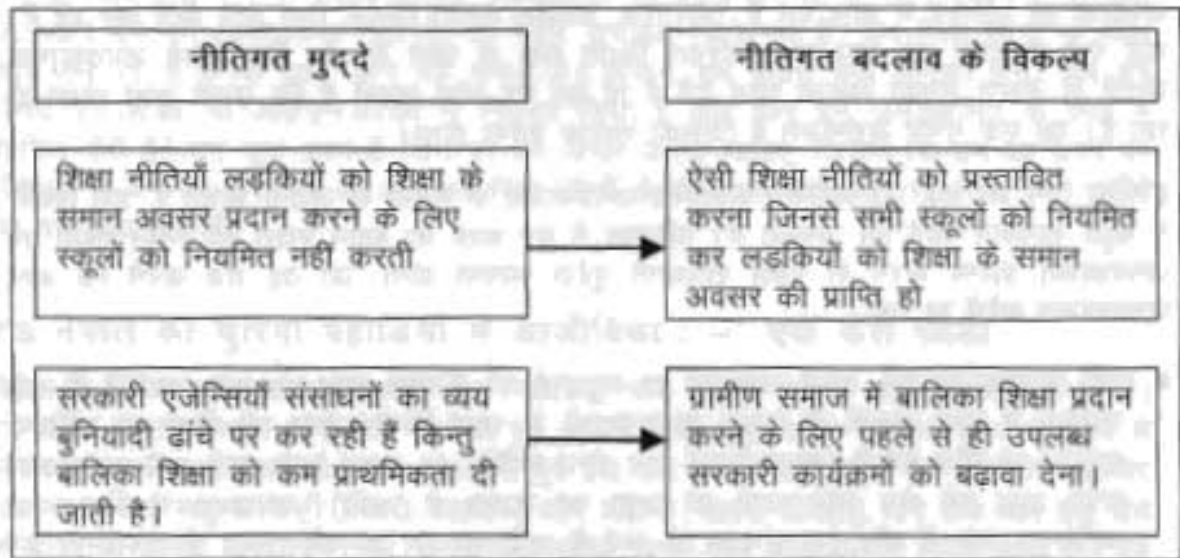 नीतिगत मुद्दे
नीतिगत बदलाव के विकल्प
शिक्षा नीतियाँ लड़कियों को शिक्षा के
समान अवसर प्रदान करने के लिए
स्कूलों को नियमित नहीं करती
ऐसी शिक्षा नीतियों को प्रस्तावित
करना जिनसे सभी स्कूलों को नियमित
कर लडकियों को शिक्षा के समान
अवसर की प्राप्ति हो
सरकारी एजेन्सियाँ संसाधनों का व्यय
बुनियादी ढांचे पर कर रही हैं किन्तु
बालिका शिक्षा को कम प्राथमिकता दी
जाती है।
ग्रामीण समाज में बालिका शिक्षा प्रदान
करने के लिए पहले से ही उपलब्ध
सरकारी कार्यक्रमों को बढ़ावा देना।